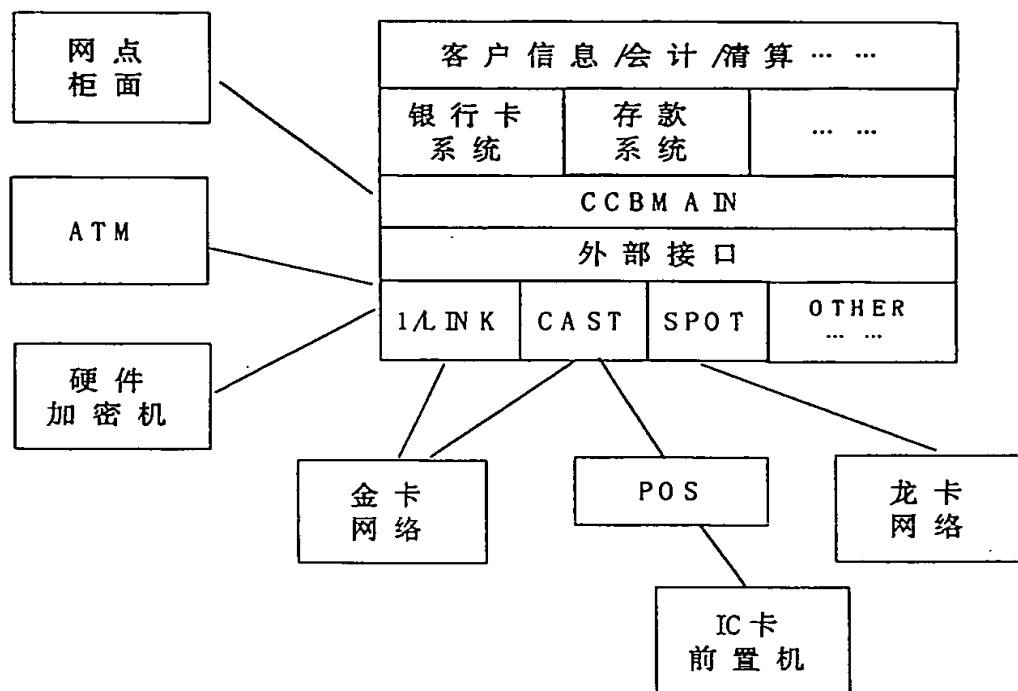 网点
柜面
客户信息/会计/清算 … …
银行卡
系统
存款
系统
… …
ATM
CCBMAIN
外部接口
1/LINK
CAST
SPOT
OTHER
… …
硬件
加密机
金卡
网络
POS
龙卡
网络
IC卡
前置机